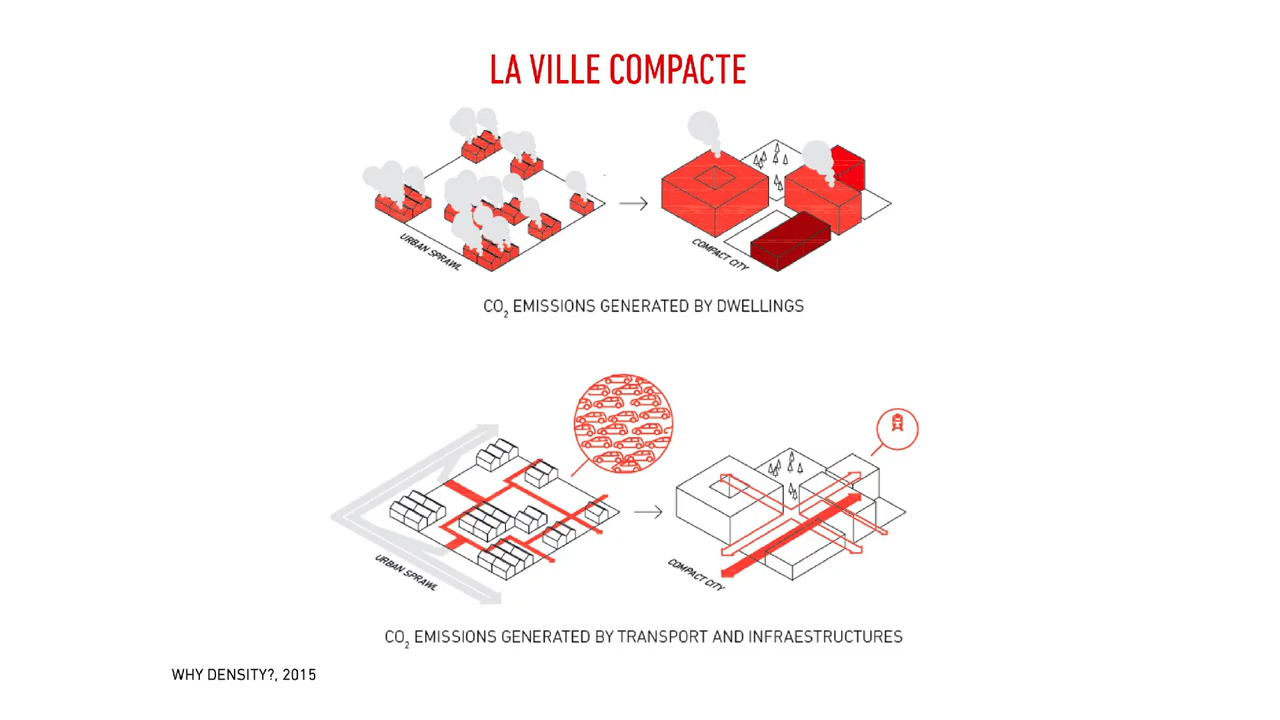 LA VILLE COMPACTE
URBAN SPRAWL
COMPACT CITY
CO₂ EMISSIONS GENERATED BY DWELLINGS
URBAN SPRAWL
COMPACT CITY
CO₂ EMISSIONS GENERATED BY TRANSPORT AND INFRAESTRUCTURES
WHY DENSITY?, 2015